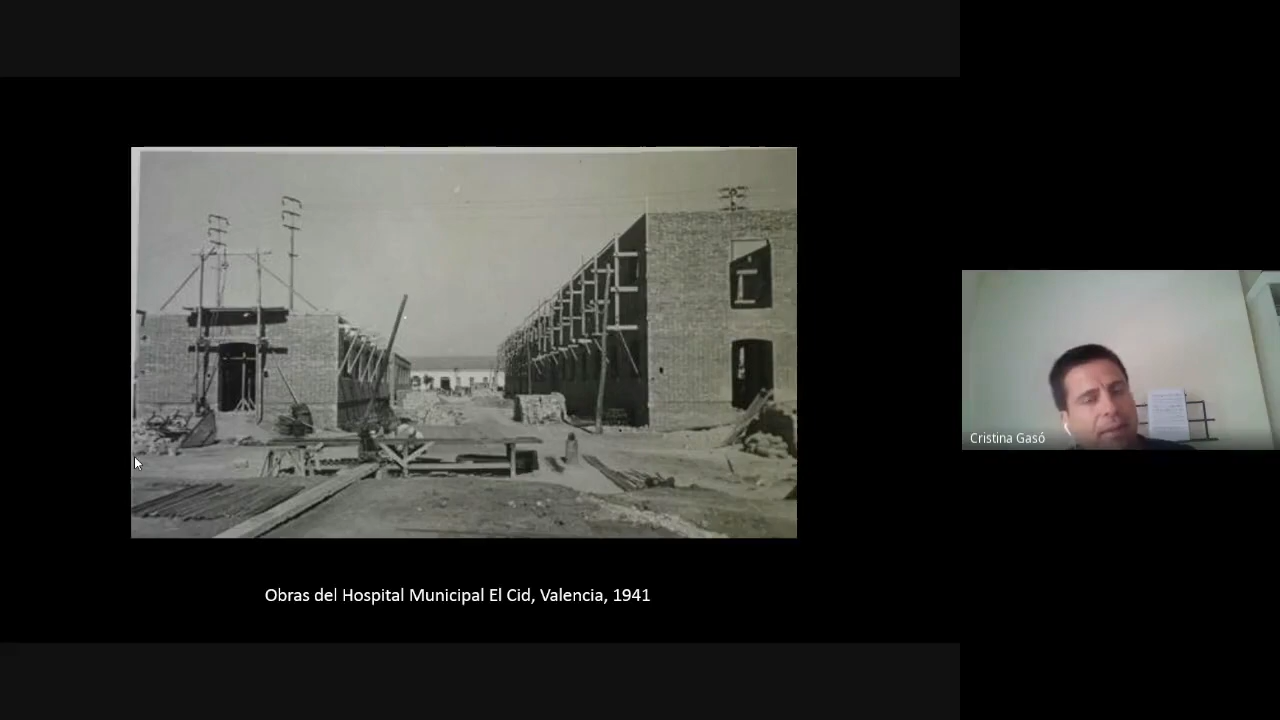 Obras del Hospital Municipal El Cid, Valencia, 1941
Cristina Gasó